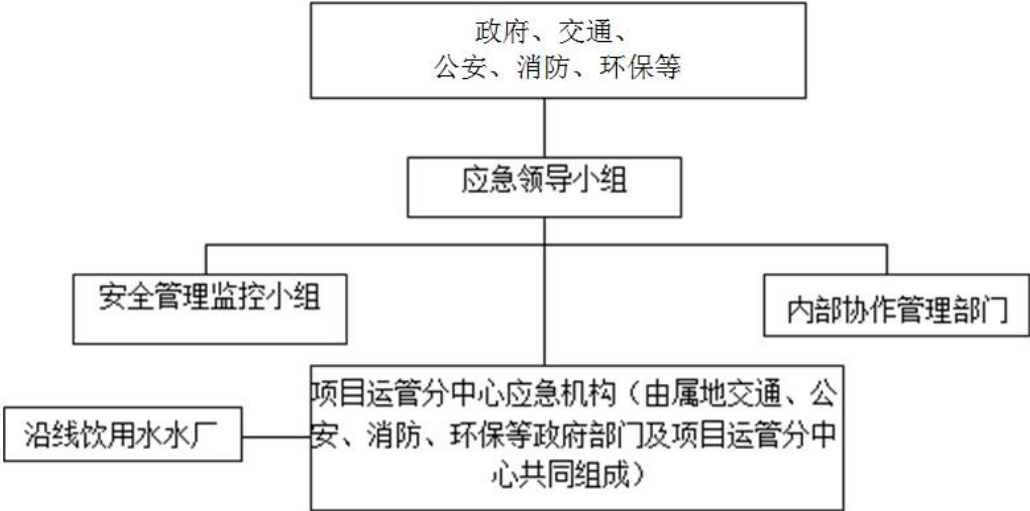 政府、交通、
公安、消防、环保等
应急领导小组
安全管理监控小组
内部协作管理部门
项目运管分中心应急机构（由属地交通、公
安、消防、环保等政府部门及项目运管分中
心共同组成）
沿线饮用水水厂